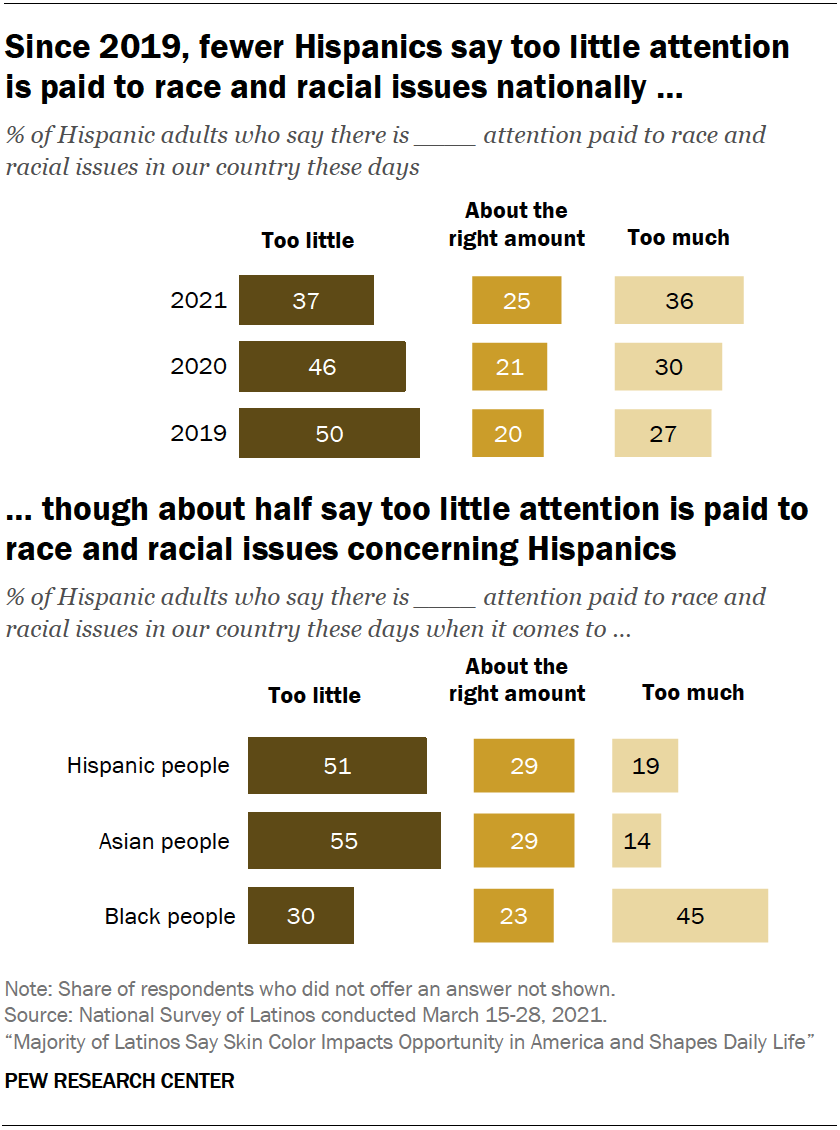 Since 2019, fewer Hispanics say too little attention
is paid to race and racial issues nationally ...
% of Hispanic adults who say there is ____ attention paid to race and
racial issues in our country these days
Too little About the right amount Too much
2021 37 25 36
2020 46 21 30
2019 50 20 27
... though about half say too little attention is paid to
race and racial issues concerning Hispanics
% of Hispanic adults who say there is ____ attention paid to race and
racial issues in our country these days when it comes to ...
Too little About the right amount Too much
Hispanic people 51 29 19
Asian people 55 29 14
Black people 30 23 45
Note: Share of respondents who did not offer an answer not shown.
Source: National Survey of Latinos conducted March 15-28, 2021.
“Majority of Latinos Say Skin Color Impacts Opportunity in America and Shapes Daily Life”
PEW RESEARCH CENTER